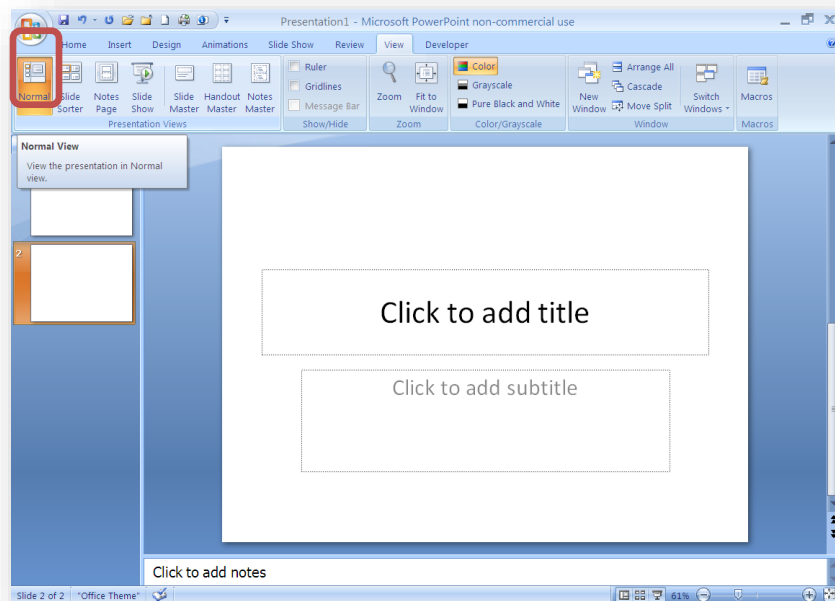 Presentation1 - Microsoft PowerPoint non-commercial use
Home Insert Design Animations Slide Show Review View Developer
Normal Slide Sorter Notes Page Slide Show Slide Master Handout Master Notes Master
Presentation Views
Ruler
Gridlines
Message Bar
Show/Hide
Zoom Fit to Window
Zoom
Color
Grayscale
Pure Black and White
Color/Grayscale
New Window
Arrange All
Cascade
Move Split
Switch Windows
Window
Macros
Macros
Normal View
View the presentation in Normal
view.
2
Click to add title
Click to add subtitle
Click to add notes
Slide 2 of 2 "Office Theme" 61%